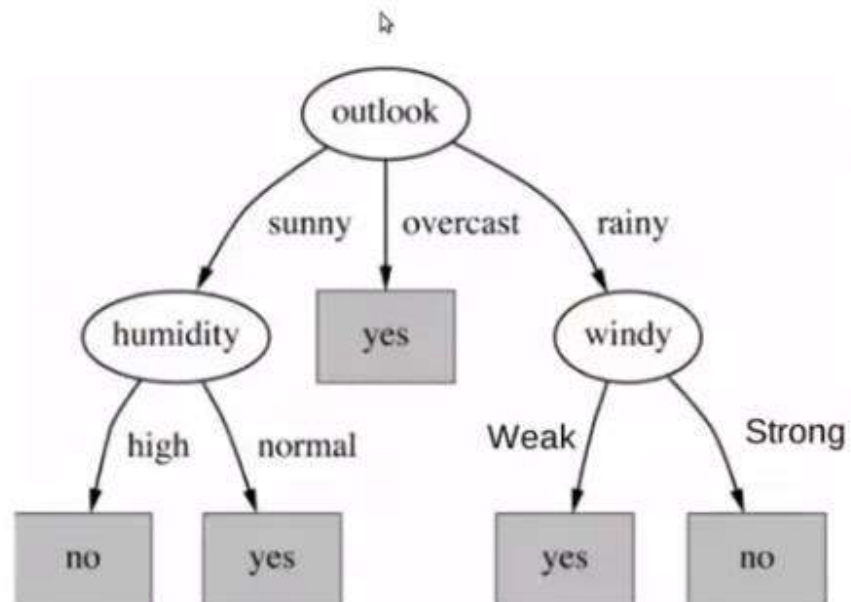 outlook
sunny overcast rainy
humidity yes windy
high normal Weak Strong
no yes yes no